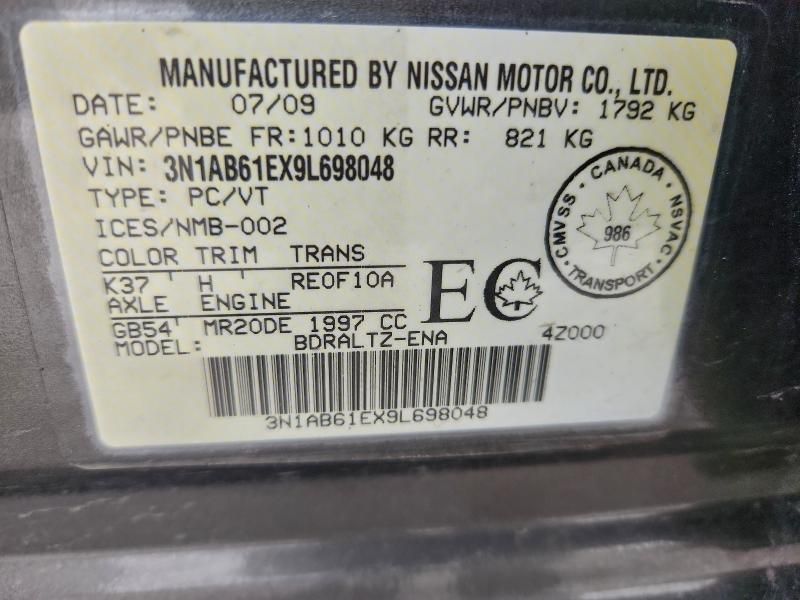 MANUFACTURED BY NISSAN MOTOR CO., LTD.
DATE: 07/09 GVWR/PNBV: 1792 KG
GAWR/PNBE FR:1010 KG RR: 821 KG
VIN: 3N1AB61EX9L698048
TYPE: PC/VT
ICES/NMB-002
COLOR TRIM TRANS
K37 ' H ' RE0F10A
AXLE ENGINE
GB54' MR20DE 1997 CC
MODEL: BDRALTZ-ENA 4Z000
EC
CANADA
CMVSS • NSVAC
986
TRANSPORT
3N1AB61EX9L698048